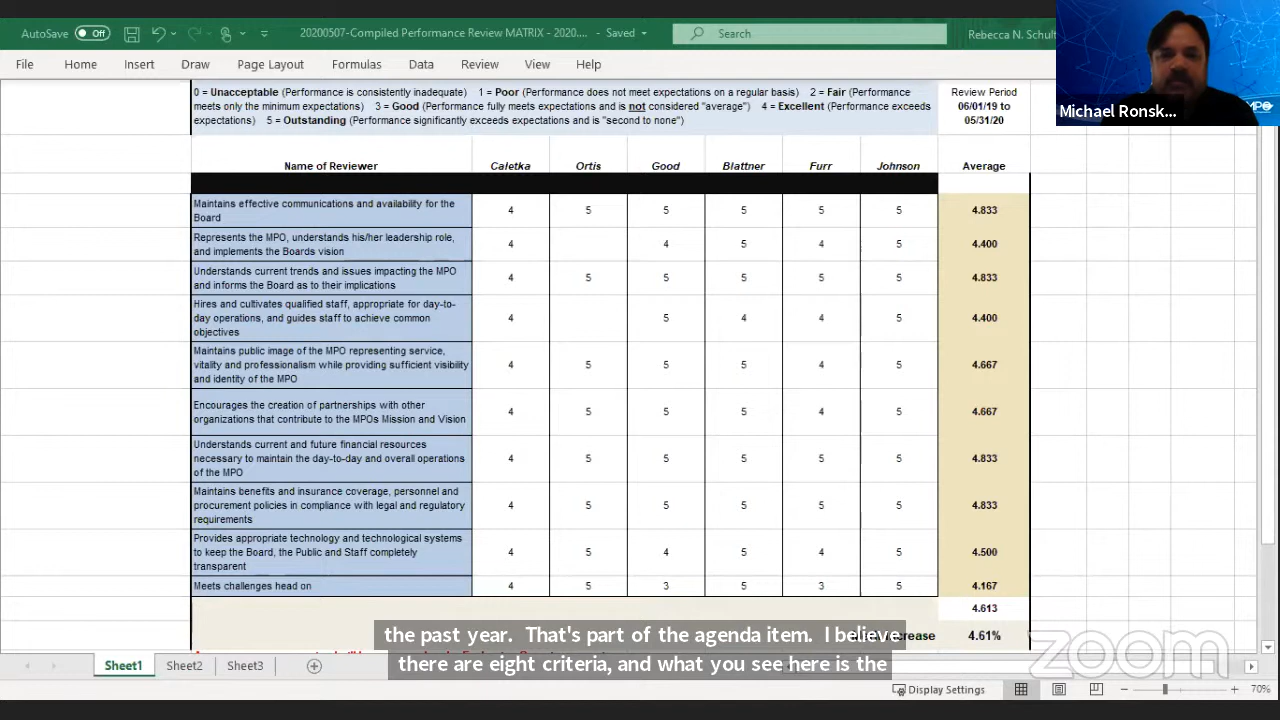 AutoSave Off 20200507-Compiled Performance Review MATRIX - 2020.... - Saved Search Rebecca N. Schult
File Home Insert Draw Page Layout Formulas Data Review View Help
Michael Ronsk...
0 = Unacceptable (Performance is consistently inadequate) 1 = Poor (Performance does not meet expectations on a regular basis) 2 = Fair (Performance
meets only the minimum expectations) 3 = Good (Performance fully meets expectations and is not considered "average") 4 = Excellent (Performance exceeds
expectations) 5 = Outstanding (Performance significantly exceeds expectations and is "second to none")
Review Period
06/01/19 to
05/31/20
Name of Reviewer Caletka Ortis Good Blattner Furr Johnson Average
Maintains effective communications and availability for the
Board
4 5 5 5 5 5 4.833
Represents the MPO, understands his/her leadership role,
and implements the Boards vision
4 4 5 4 5 4.400
Understands current trends and issues impacting the MPO
and informs the Board as to their implications
4 5 5 5 5 5 4.833
Hires and cultivates qualified staff, appropriate for day-to-
day operations, and guides staff to achieve common
objectives
4 5 4 4 5 4.400
Maintains public image of the MPO representing service,
vitality and professionalism while providing sufficient visibility
and identity of the MPO
4 5 5 5 4 5 4.667
Encourages the creation of partnerships with other
organizations that contribute to the MPOs Mission and Vision
4 5 5 5 4 5 4.667
Understands current and future financial resources
necessary to maintain the day-to-day and overall operations
of the MPO
4 5 5 5 5 5 4.833
Maintains benefits and insurance coverage, personnel and
procurement policies in compliance with legal and regulatory
requirements
4 5 5 5 5 5 4.833
Provides appropriate technology and technological systems
to keep the Board, the Public and Staff completely
transparent
4 5 4 5 4 5 4.500
Meets challenges head on 4 5 3 5 3 5 4.167
4.613
4.61%
the past year. That's part of the agenda item. I believe
there are eight criteria, and what you see here is the
zoom
Sheet1 Sheet2 Sheet3
Display Settings 70%